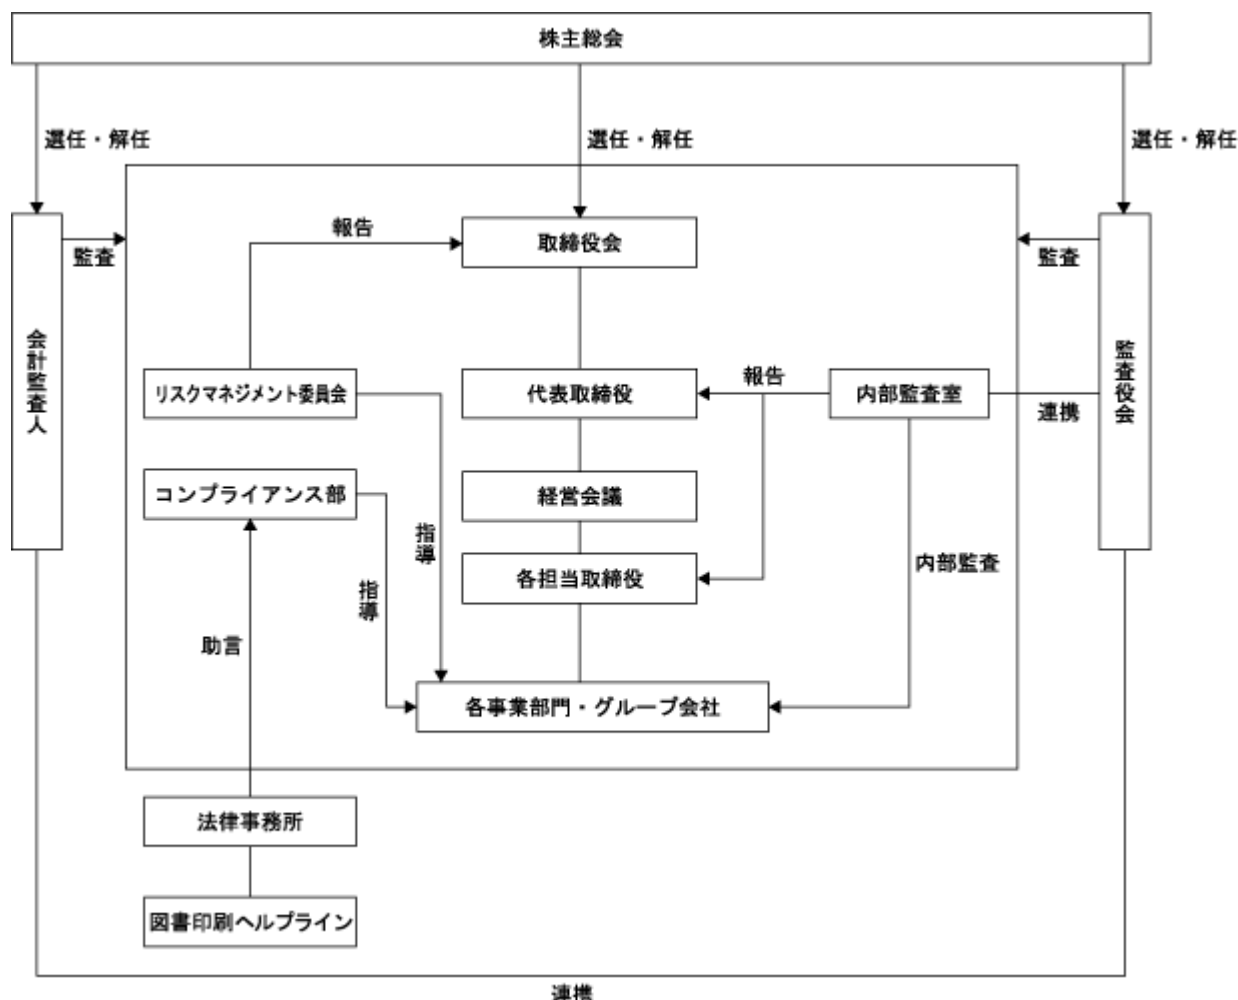 株主総会
選任・解任
選任・解任
選任・解任
報告
取締役会
監査
監査
会計監査人
監査役会
リスクマネジメント委員会
代表取締役
報告
内部監査室
連携
コンプライアンス部
経営会議
指導
各担当取締役
内部監査
指導
助言
各事業部門・グループ会社
法律事務所
図書印刷ヘルプライン
連携